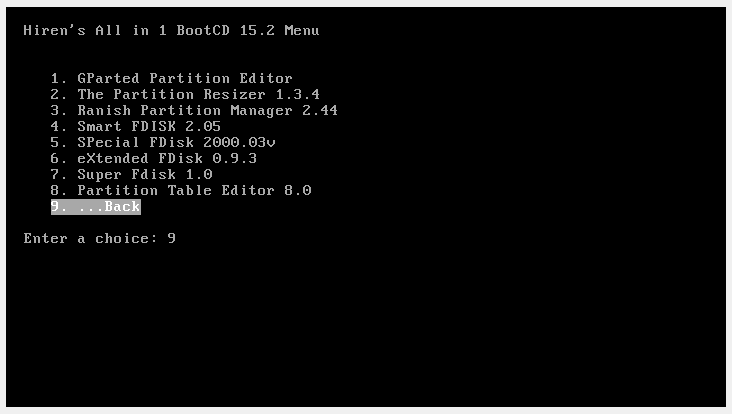 Hiren's All in 1 BootCD 15.2 Menu
1. GParted Partition Editor
2. The Partition Resizer 1.3.4
3. Ranish Partition Manager 2.44
4. Smart FDISK 2.05
5. SPecial FDisk 2000.03v
6. eXtended FDisk 0.9.3
7. Super Fdisk 1.0
8. Partition Table Editor 8.0
9. ...Back
Enter a choice: 9